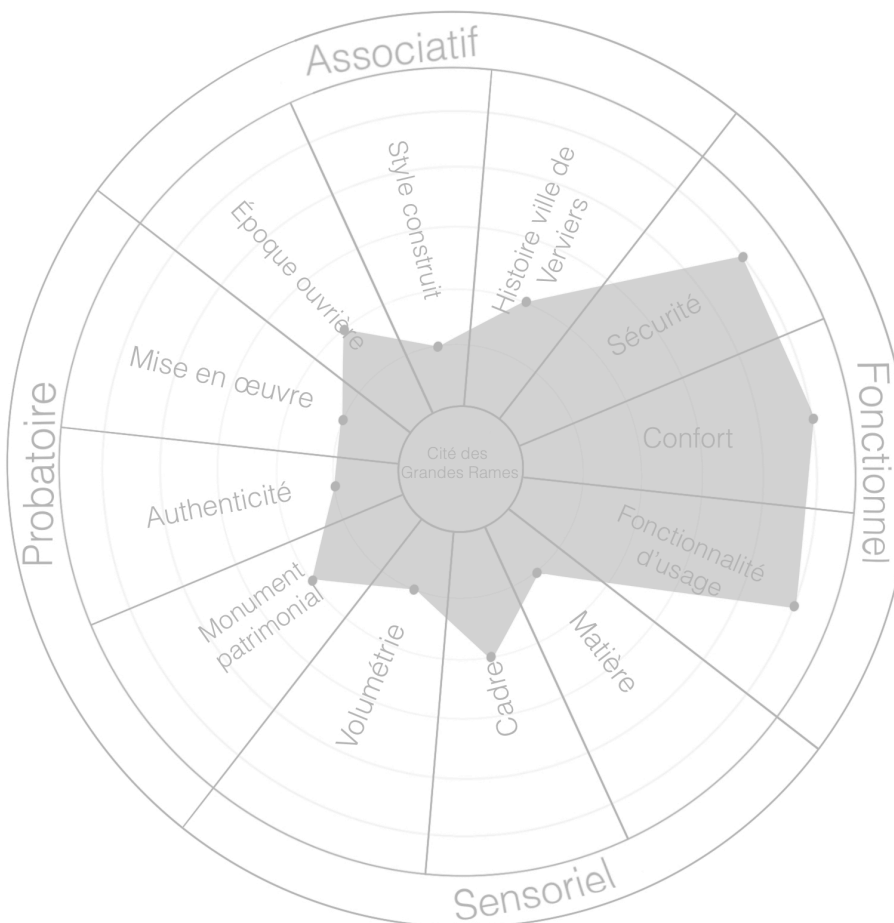 Associatif
Style construit
Histoire ville de
Verviers
Époque ouvrière
Sécurité
Mise en œuvre
Fonctionnel
Confort
Probatoire
Cité des
Grandes Rames
Authenticité
Fonctionnalité
d'usage
Monument
patrimonial
Volumétrie
Cadre
Matière
Sensoriel